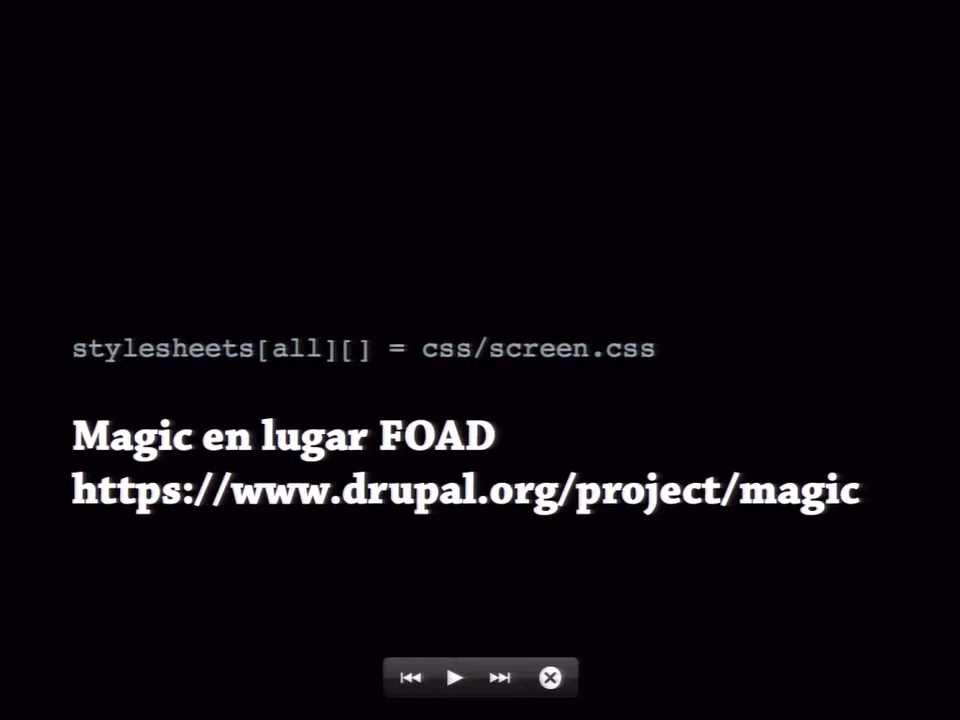 stylesheets[all][] = css/screen.css
Magic en lugar FOAD
https://www.drupal.org/project/magic